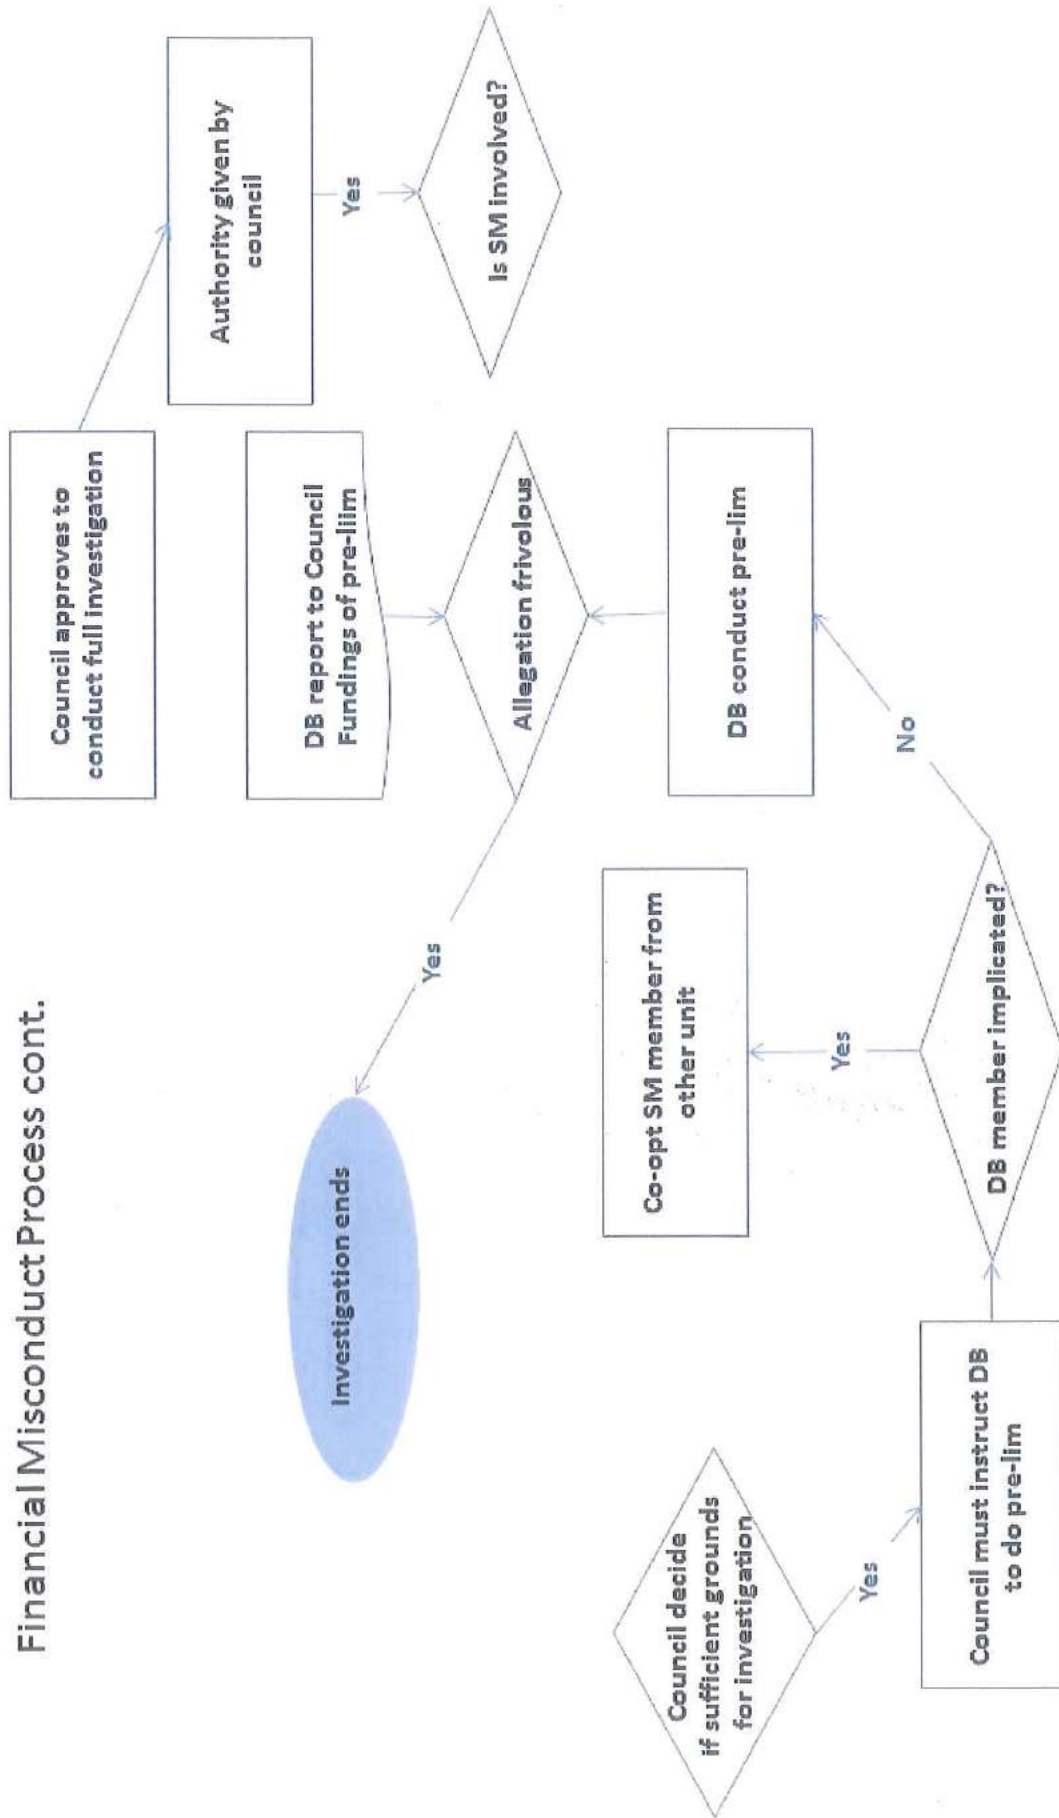 Financial Misconduct Process cont.
Council decide
if sufficient grounds
for investigation
Yes
Council must instruct DB
to do pre-lim
DB member implicated?
Yes
Co-opt SM member from
other unit
No
DB conduct pre-lim
Allegation frivolous
Yes
Investigation ends
DB report to Council
Fundings of pre-liim
Council approves to
conduct full investigation
Authority given by
council
Yes
Is SM involved?